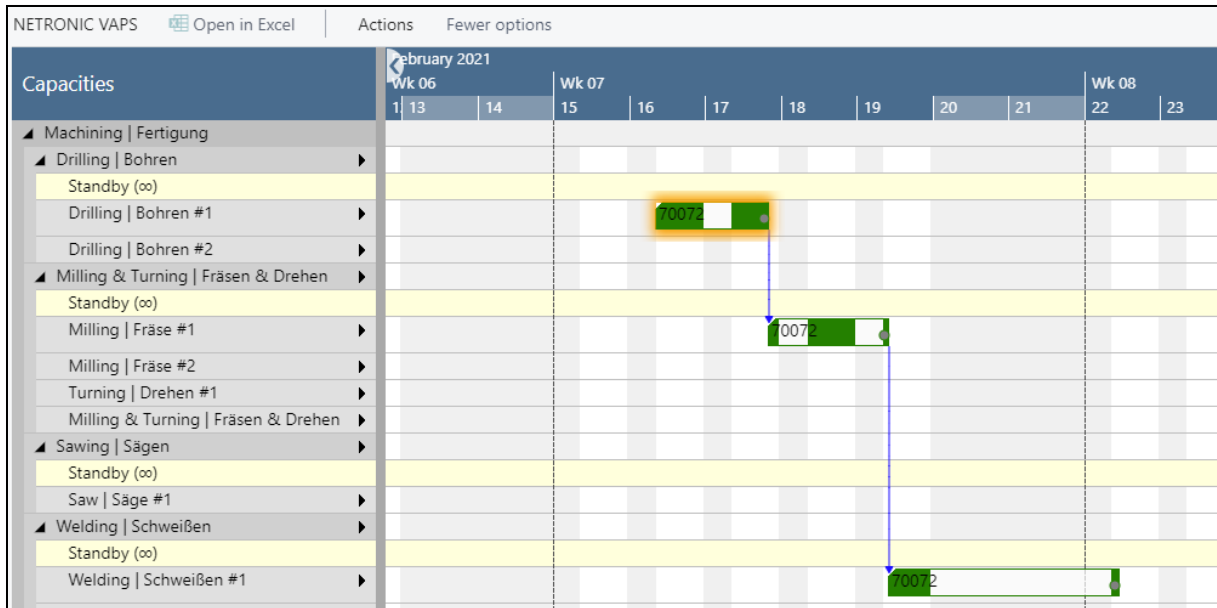 NETRONIC VAPS Open in Excel Actions Fewer options
February 2021
Capacities
Wk 06 Wk 07 Wk 08
13 14 15 16 17 18 19 20 21 22 23
Machining | Fertigung
Drilling | Bohren
Standby (∞)
Drilling | Bohren #1 70072
Drilling | Bohren #2
Milling & Turning | Fräsen & Drehen
Standby (∞)
Milling | Fräse #1 70072
Milling | Fräse #2
Turning | Drehen #1
Milling & Turning | Fräsen & Drehen
Sawing | Sägen
Standby (∞)
Saw | Säge #1
Welding | Schweißen
Standby (∞)
Welding | Schweißen #1 70072